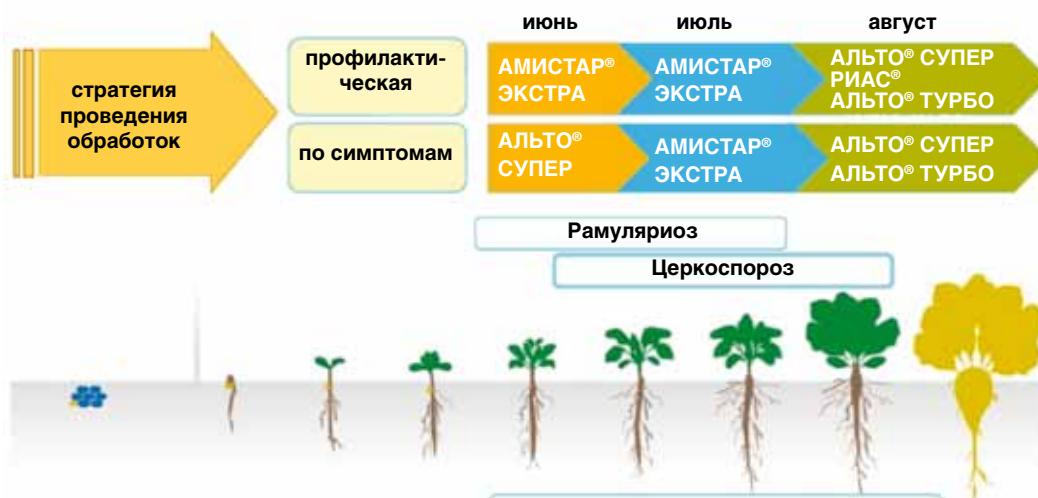 июнь июль август
стратегия
проведения
обработок
профилакти-
ческая
АМИСТАР®
ЭКСТРА
АМИСТАР®
ЭКСТРА
АЛЬТО® СУПЕР
РИАС®
АЛЬТО® ТУРБО
по симптомам
АЛЬТО®
СУПЕР
АМИСТАР®
ЭКСТРА
АЛЬТО® СУПЕР
АЛЬТО® ТУРБО
Рамуляриоз
Церкоспороз